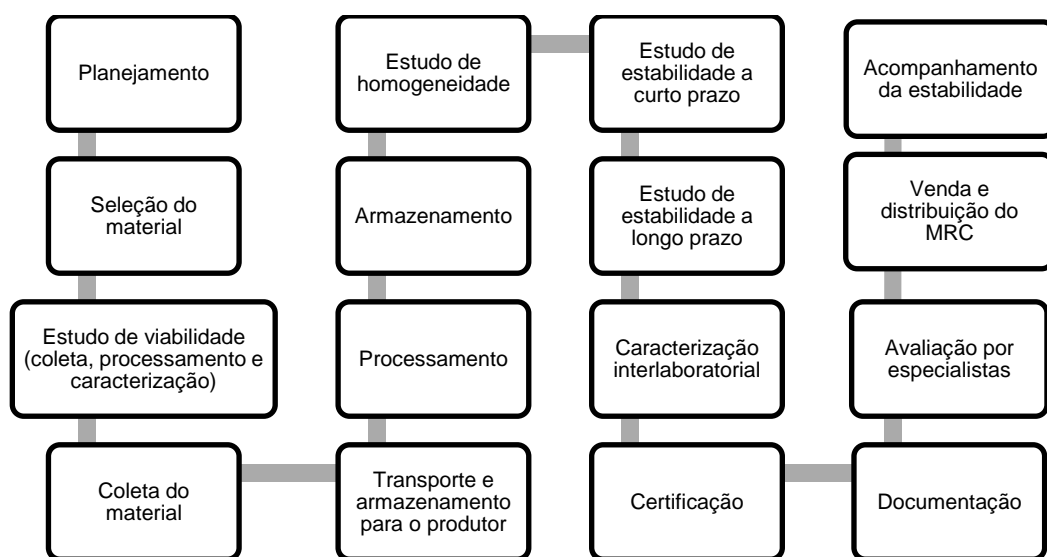 Planejamento
Seleção do
material
Estudo de viabilidade
(coleta, processamento e
caracterização)
Coleta do
material
Transporte e
armazenamento
para o produtor
Processamento
Armazenamento
Estudo de
homogeneidade
Estudo de
estabilidade a
curto prazo
Estudo de
estabilidade a
longo prazo
Caracterização
interlaboratorial
Certificação
Documentação
Avaliação por
especialistas
Venda e
distribuição do
MRC
Acompanhamento
da estabilidade